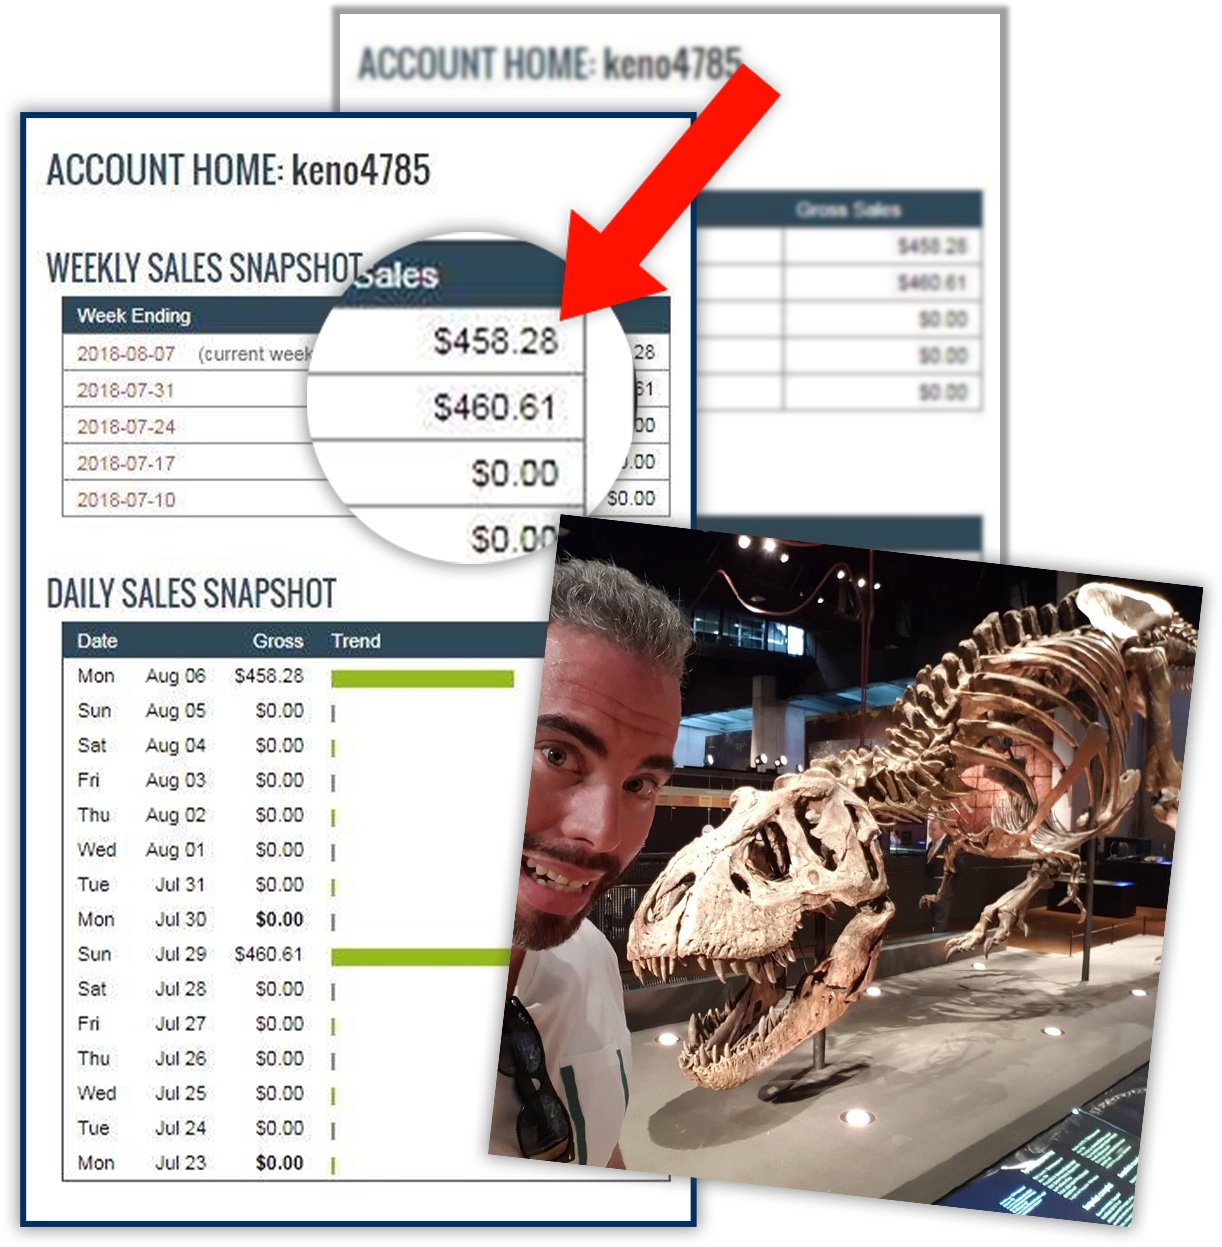 ACCOUNT HOME: keno4785
Gross Sales
$458.28
$460.61
$0.00
$0.00
$0.00
ACCOUNT HOME: keno4785
WEEKLY SALES SNAPSHOT
Week Ending
2018-08-07 (current week
2018-07-31
2018-07-24
2018-07-17
2018-07-10
Sales
$458.28
$460.61
$0.00
$0.00
28
61
00
0.00
$0.00
DAILY SALES SNAPSHOT
Date Gross Trend
Mon Aug 06 $458.28
Sun Aug 05 $0.00
Sat Aug 04 $0.00
Fri Aug 03 $0.00
Thu Aug 02 $0.00
Wed Aug 01 $0.00
Tue Jul 31 $0.00
Mon Jul 30 $0.00
Sun Jul 29 $460.61
Sat Jul 28 $0.00
Fri Jul 27 $0.00
Thu Jul 26 $0.00
Wed Jul 25 $0.00
Tue Jul 24 $0.00
Mon Jul 23 $0.00